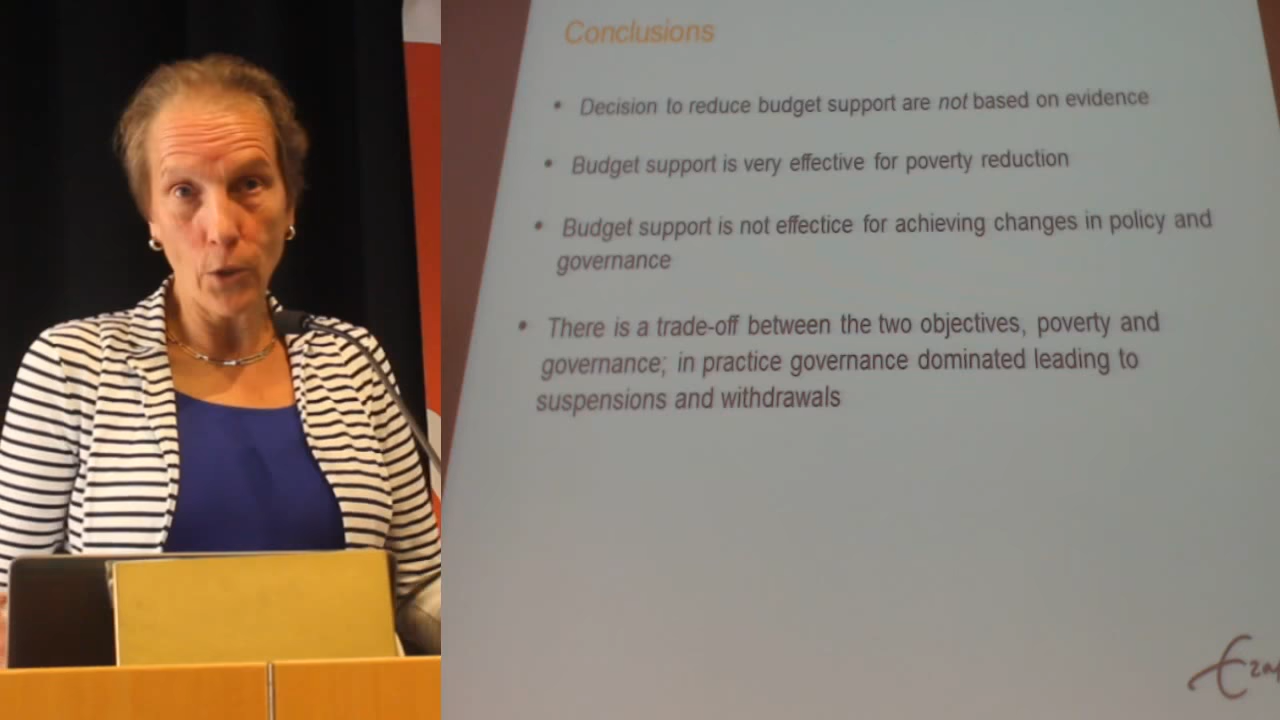 Conclusions
• Decision to reduce budget support are not based on evidence
• Budget support is very effective for poverty reduction
• Budget support is not effectice for achieving changes in policy and
governance
• There is a trade-off between the two objectives, poverty and
governance; in practice governance dominated leading to
suspensions and withdrawals